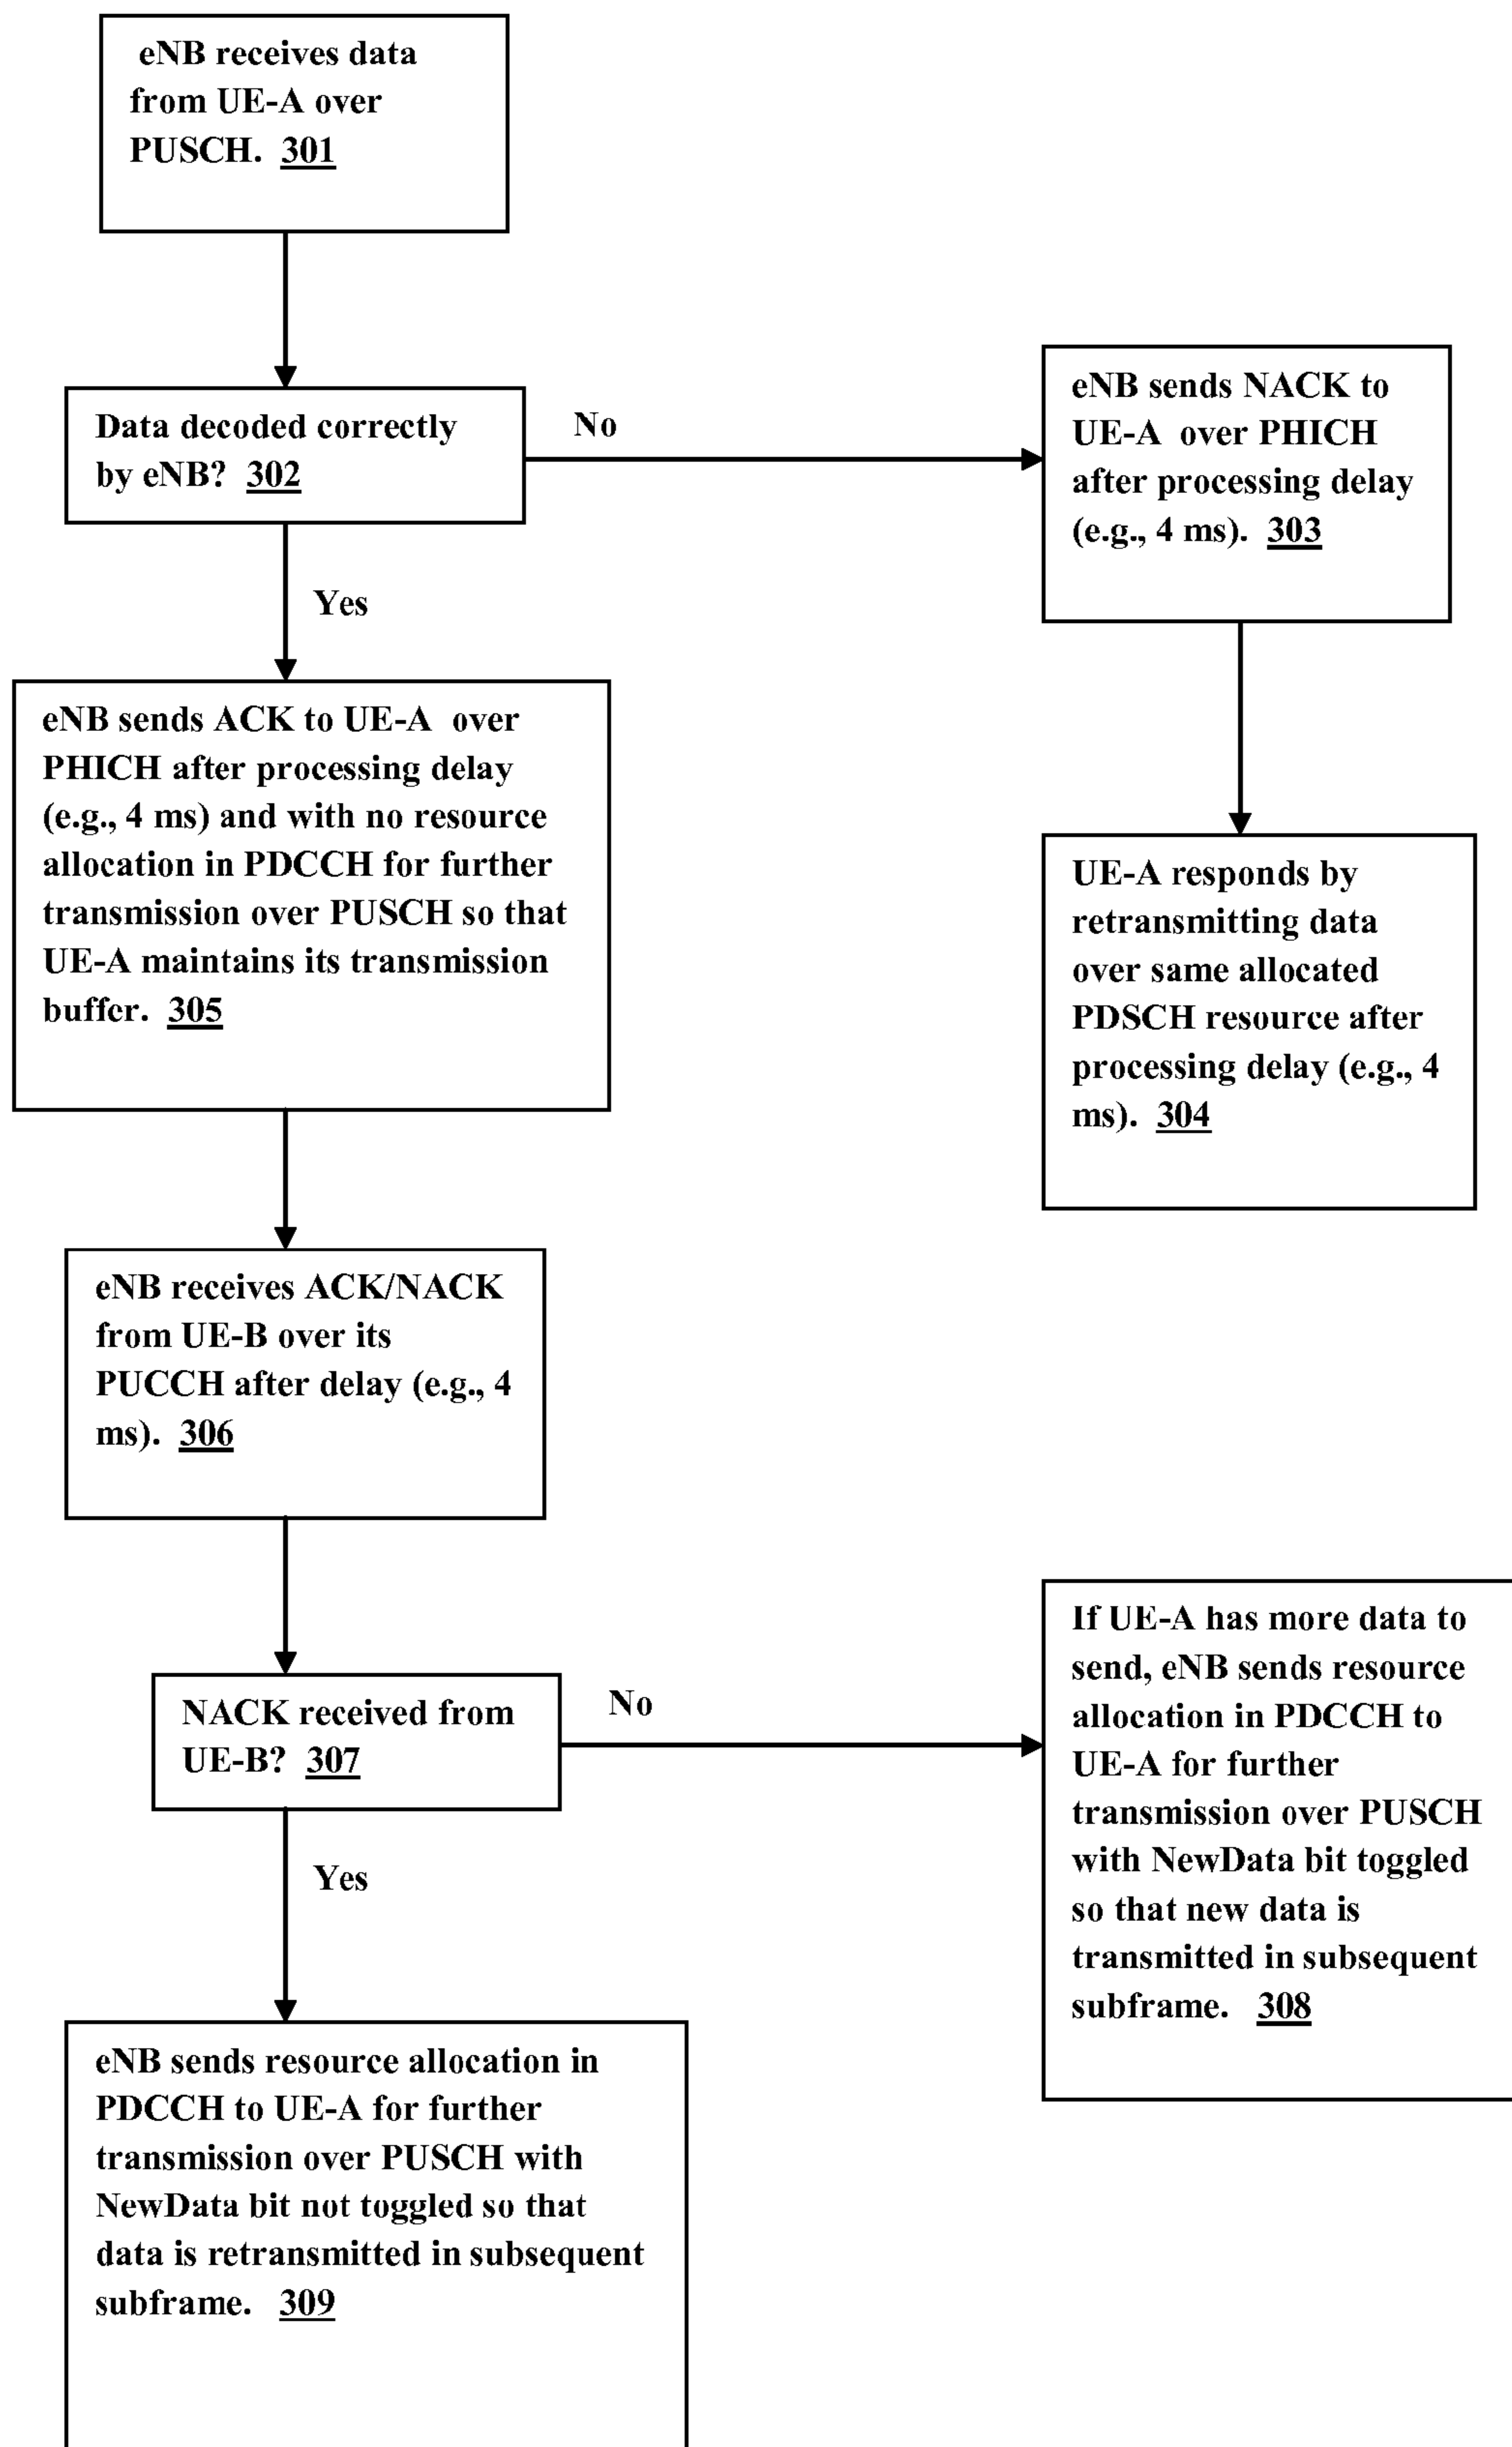 eNB receives data
from UE-A over
PUSCH. 301
Data decoded correctly
by eNB? 302
No
eNB sends NACK to
UE-A over PHICH
after processing delay
(e.g., 4 ms). 303
Yes
UE-A responds by
retransmitting data
over same allocated
PDSCH resource after
processing delay (e.g., 4
ms). 304
eNB sends ACK to UE-A over
PHICH after processing delay
(e.g., 4 ms) and with no resource
allocation in PDCCH for further
transmission over PUSCH so that
UE-A maintains its transmission
buffer. 305
eNB receives ACK/NACK
from UE-B over its
PUCCH after delay (e.g., 4
ms). 306
NACK received from
UE-B? 307
No
If UE-A has more data to
send, eNB sends resource
allocation in PDCCH to
UE-A for further
transmission over PUSCH
with NewData bit toggled
so that new data is
transmitted in subsequent
subframe. 308
Yes
eNB sends resource allocation in
PDCCH to UE-A for further
transmission over PUSCH with
NewData bit not toggled so that
data is retransmitted in subsequent
subframe. 309